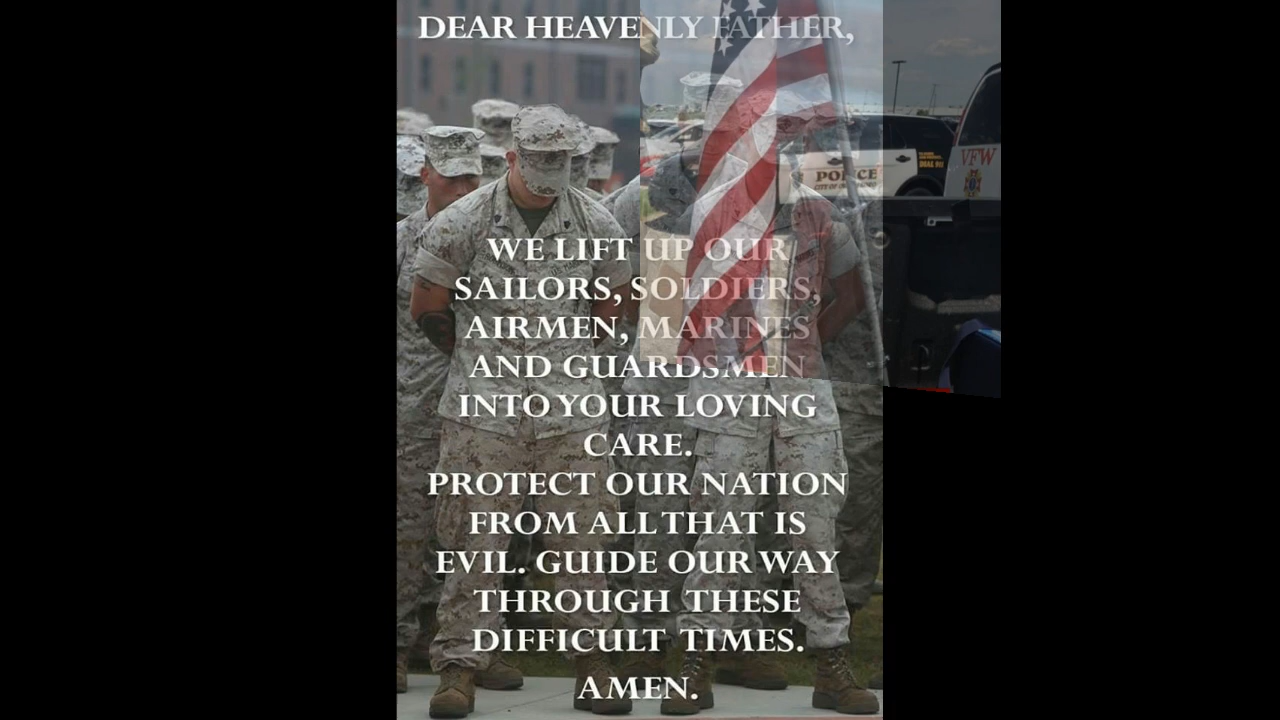 DEAR HEAVENLY FATHER,
POLICE
VFW
WE LIFT UP OUR
SAILORS, SOLDIERS,
AIRMEN, MARINES
AND GUARDSMEN
INTO YOUR LOVING
CARE.
PROTECT OUR NATION
FROM ALL THAT IS
EVIL. GUIDE OUR WAY
THROUGH THESE
DIFFICULT TIMES.
AMEN.